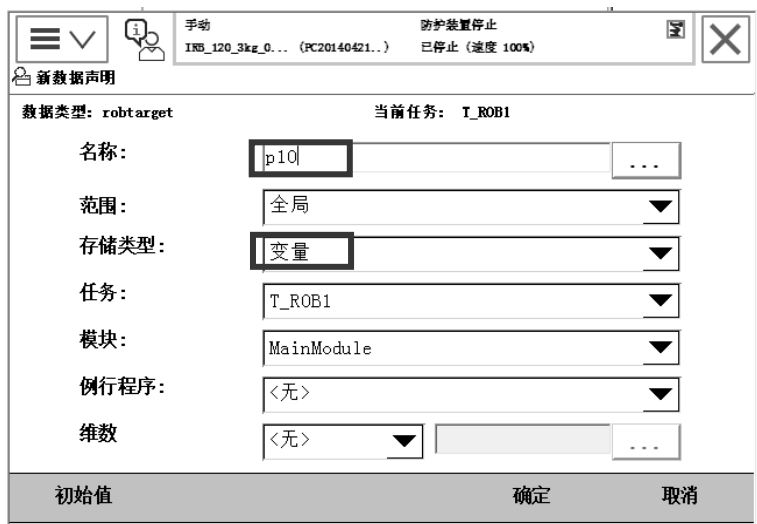 手动
防护装置停止
IRB_120_3kg_0... (PC20140421..)
已停止 (速度 100%)
新数据声明
数据类型: robtarget
当前任务: T_ROB1
名称:
p10
...
范围:
全局
存储类型:
变量
任务:
T_ROB1
模块:
MainModule
例行程序:
<无>
维数
<无>
...
初始值
确定
取消